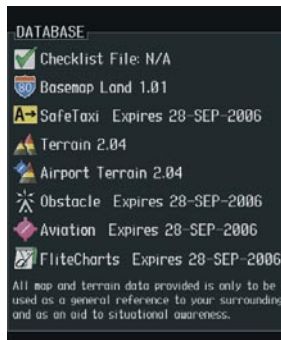 DATABASE
Checklist File: N/A
80 Basemap Land 1.01
A→ SafeTaxi Expires 28-SEP-2006
Terrain 2.04
Airport Terrain 2.04
Obstacle Expires 28-SEP-2006
Aviation Expires 28-SEP-2006
FliteCharts Expires 28-SEP-2006
All map and terrain data provided is only to be
used as a general reference to your surrounding
and as an aid to situational awareness.